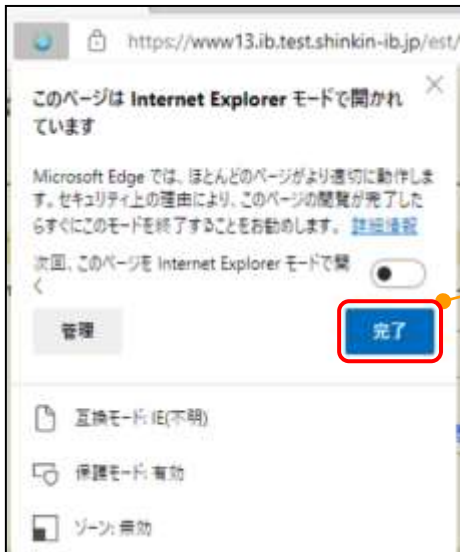 https://www13.ib.test.shinkin-ib.jp/est/
このページは Internet Explorer モードで開かれ
ています
Microsoft Edge では、ほとんどのページがより適切に動作しま
す。セキュリティ上の理由により、このページの閲覧が完了した
らすぐにこのモードを終了することをお勧めします。 詳細情報
次回、このページを Internet Explorer モードで開
く
管理
完了
互換モード: IE(不明)
保護モード: 有効
ゾーン: 無効